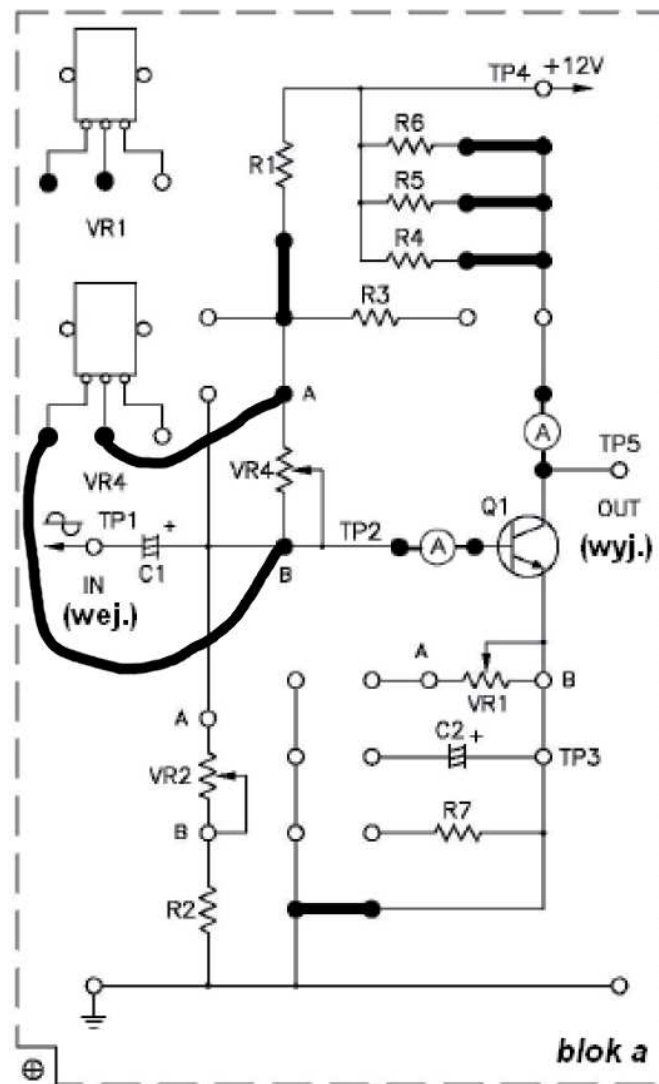 TP4 +12V
R6
R1
R5
VR1
R4
R3
A
A
VR4
VR4
TP5
Q1
OUT
(wyj.)
TP1
+
TP2
A
C1
B
IN
(wej.)
A
B
VR1
A
C2
+
TP3
VR2
B
R7
R2
blok a